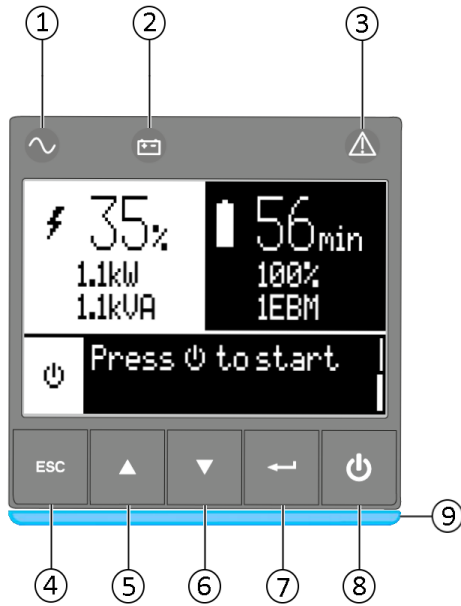 1 2 3
35% 56min
1.1kW 100%
1.1kVA 1EBM
Press ⏻ to start
ESC
4 5 6 7 8 9